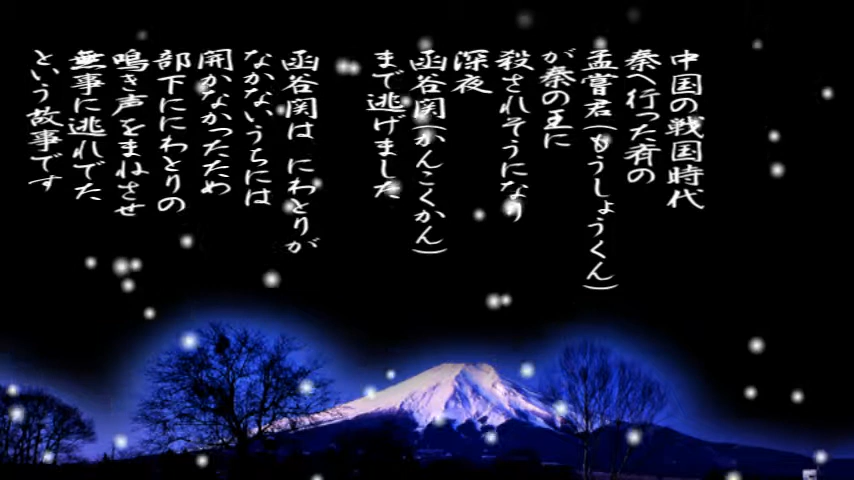 中国の戦国時代
秦へ行った斉の
孟嘗君(もうしょうくん)
が秦の王に
殺されそうになり
深夜
函谷関(かんこくかん)
まで逃げました
函谷関は にわとりが
なかないうちには
開かなかったため
部下ににわとりの
鳴き声をまねさせ
無事に逃れでた
という故事です